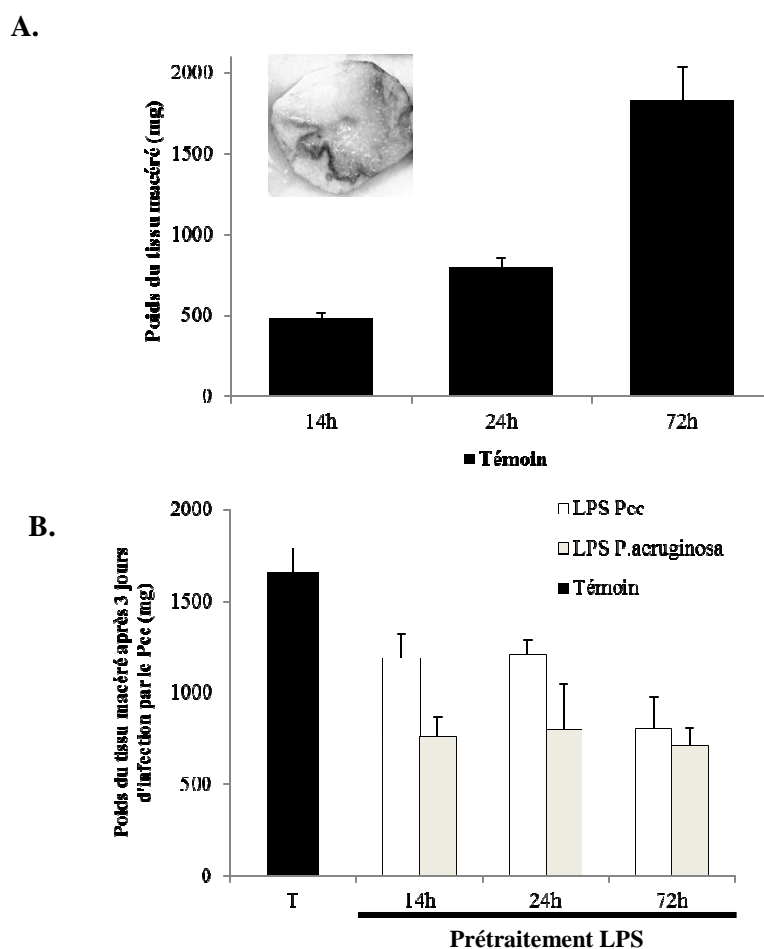 A.
Poids du tissu macéré (mg)
2000
1500
1000
500
0
14h
24h
72h
Témoin
B.
Poids du tissu macéré après 3 jours
d'infection par le Pcc (mg)
2000
1500
1000
500
0
LPS Pcc
LPS P.aeruginosa
Témoin
T
14h
24h
72h
Prétraitement LPS